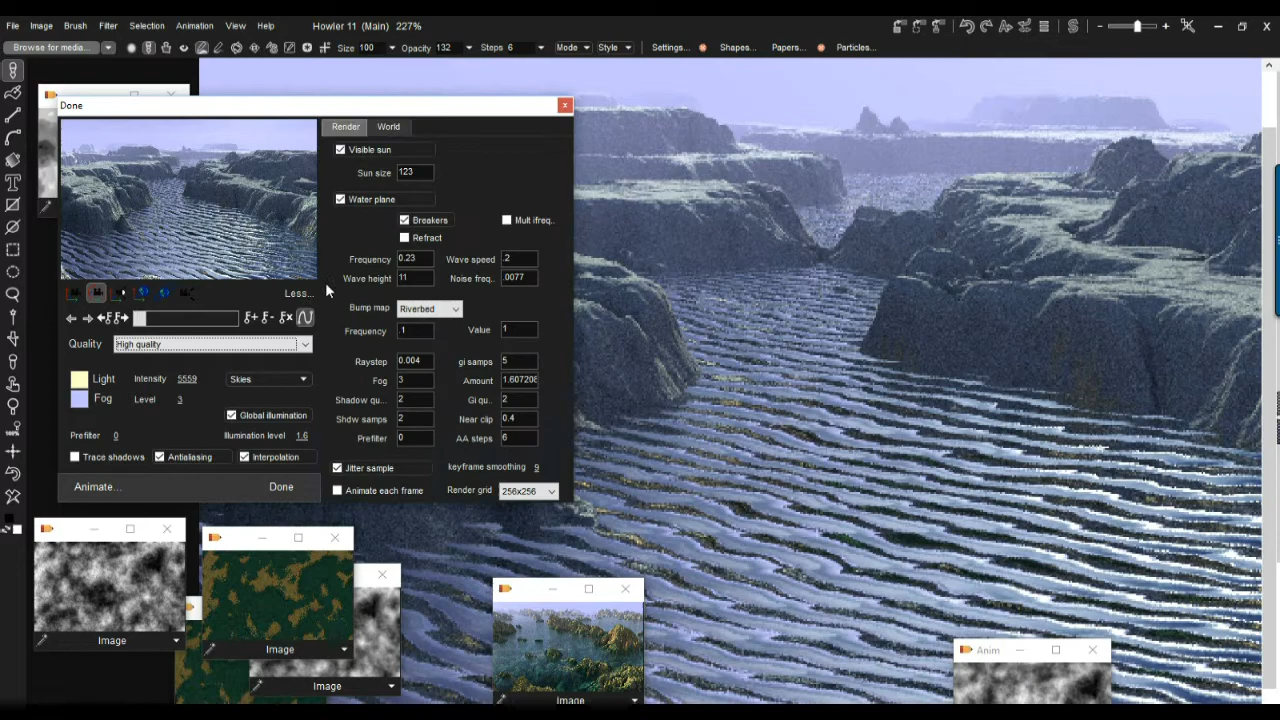 File Image Brush Filter Selection Animation View Help Howler 11 (Main) 227%
Browse for media... Size 100 Opacity 132 Steps 6 Mode Style Settings... Shapes... Papers... Particles...
Done
Render World
Visible sun
Sun size 123
Water plane
Breakers Mult ifreq..
Refract
Frequency 0.23 Wave speed .2
Wave height 11 Noise freq.. .0077
Less...
Bump map Riverbed
Frequency .1 Value 1
Quality High quality
Raystep 0.004 gi samps 5
Light Intensity 5559 Skies
Fog 3 Amount 1.607208
Fog Level 3
Shadow qu... 2 Gi qu.. 2
Global illumination
Shdw samps 2 Near clip 0.4
Prefilter 0 Illumination level 1.6
Prefilter 0 AA steps 6
Trace shadows Antialiasing Interpolation
Jitter sample keyframe smoothing 9
Animate... Done
Animate each frame Render grid 256x256
Image
Image
Image
Image
Anim